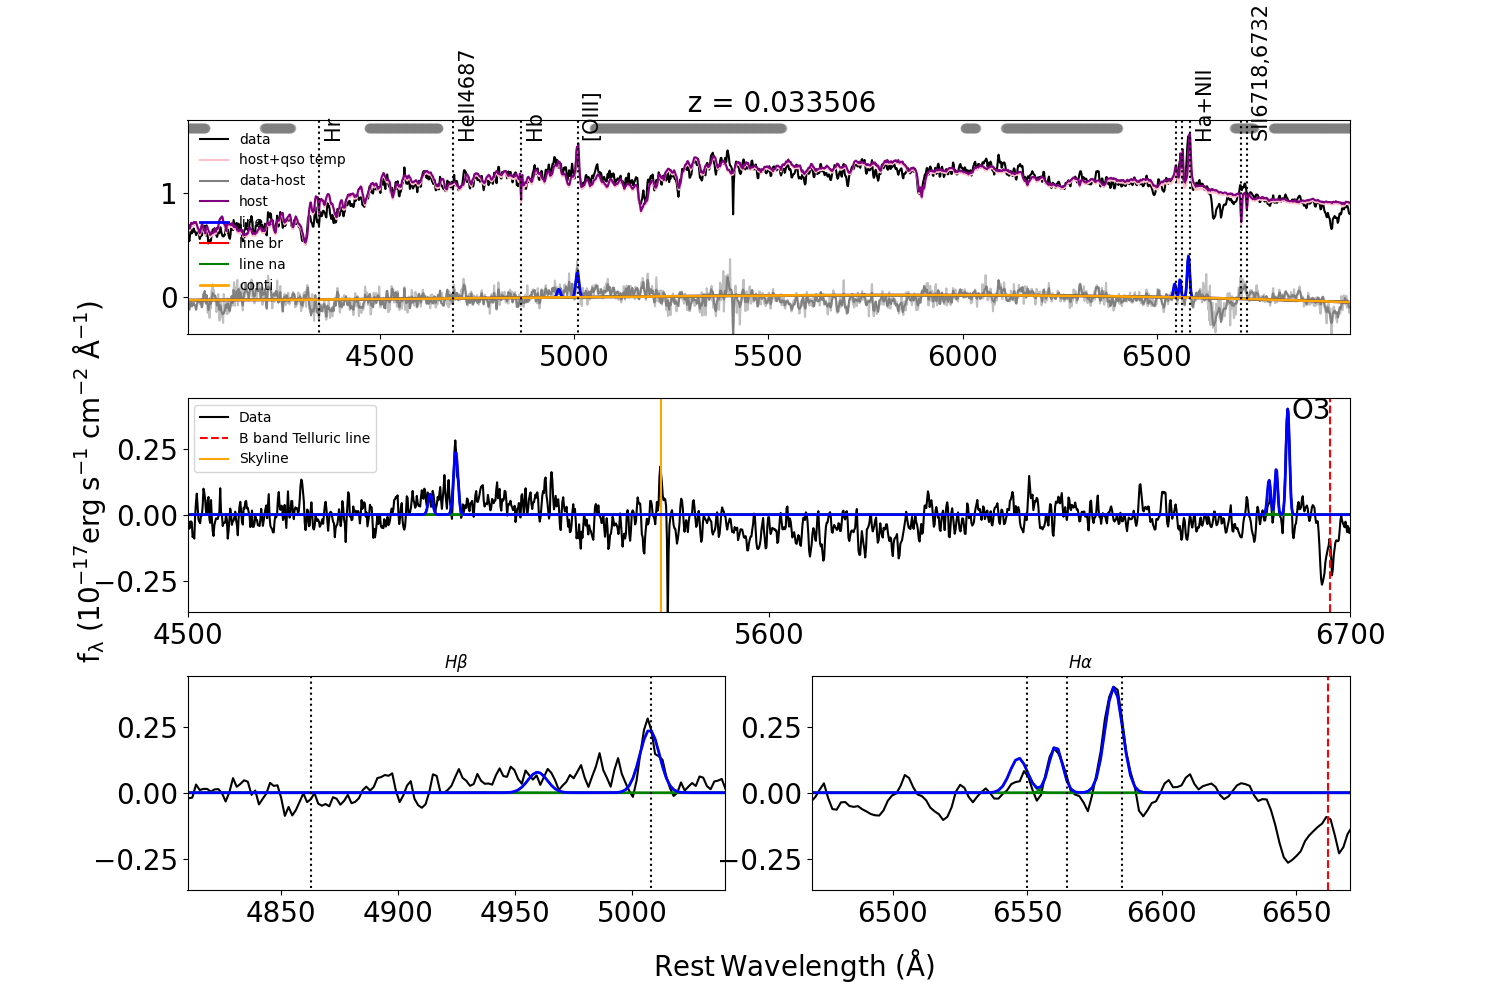 z = 0.033506
Hr
HeII4687
Hb
[OIII]
Ha+NII
SII6718,6732
data
host+qso temp
data-host
host
line
line br
line na
conti
1
0
4500 5000 5500 6000 6500
Data
B band Telluric line
Skyline
O3
0.25
0.00
−0.25
4500 5600 6700
fλ (10⁻¹⁷erg s⁻¹ cm⁻² Å⁻¹)
Hβ
0.25
0.00
−0.25
4850 4900 4950 5000
Hα
0.25
0.00
−0.25
6500 6550 6600 6650
Rest Wavelength (Å)